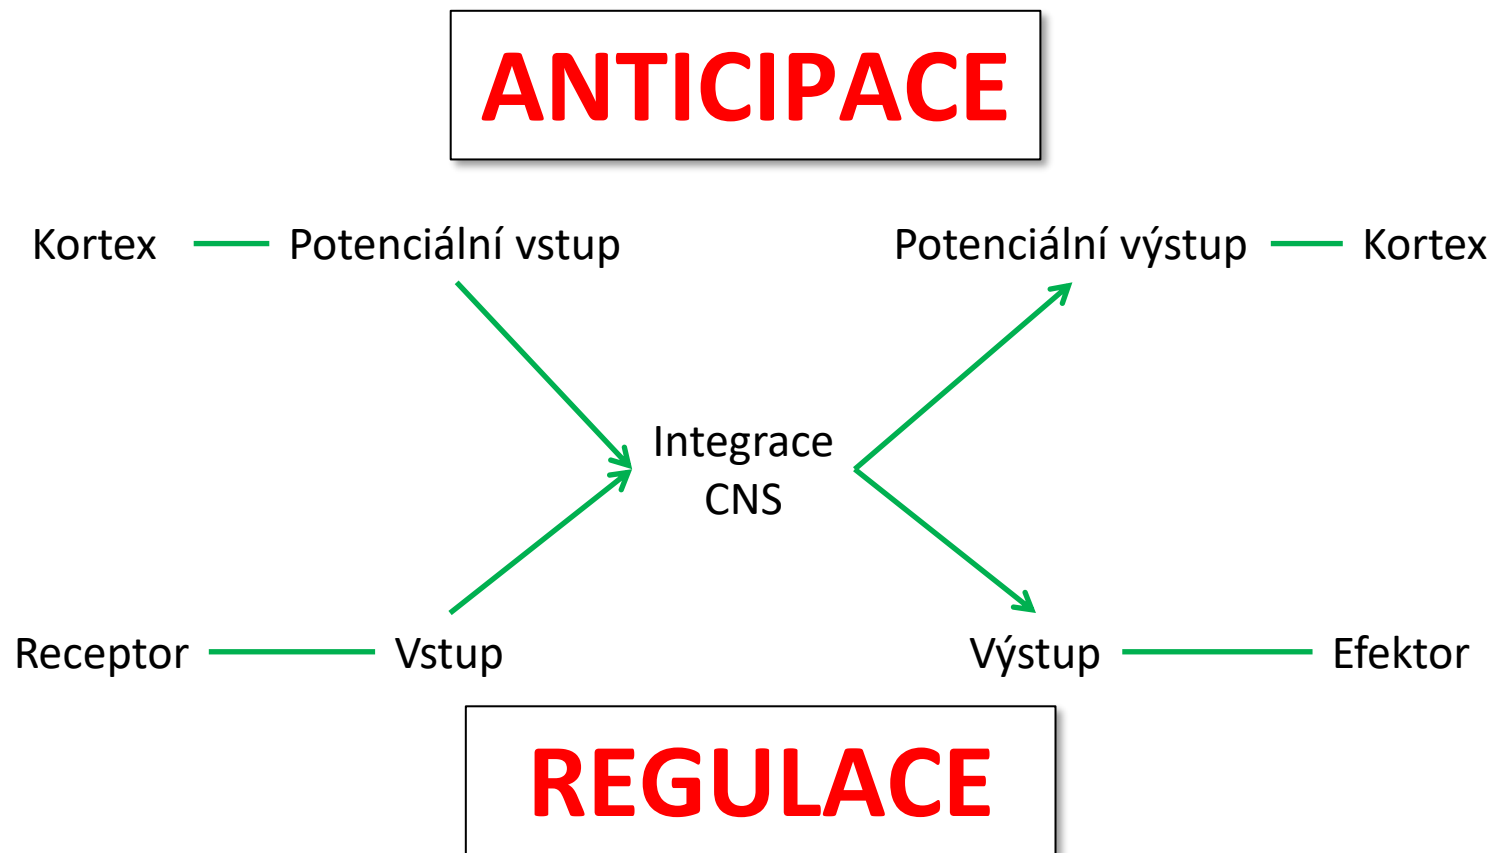 ANTICIPACE
Kortex
Potenciální vstup
Potenciální výstup
Kortex
Integrace
CNS
Receptor
Vstup
Výstup
Efektor
REGULACE